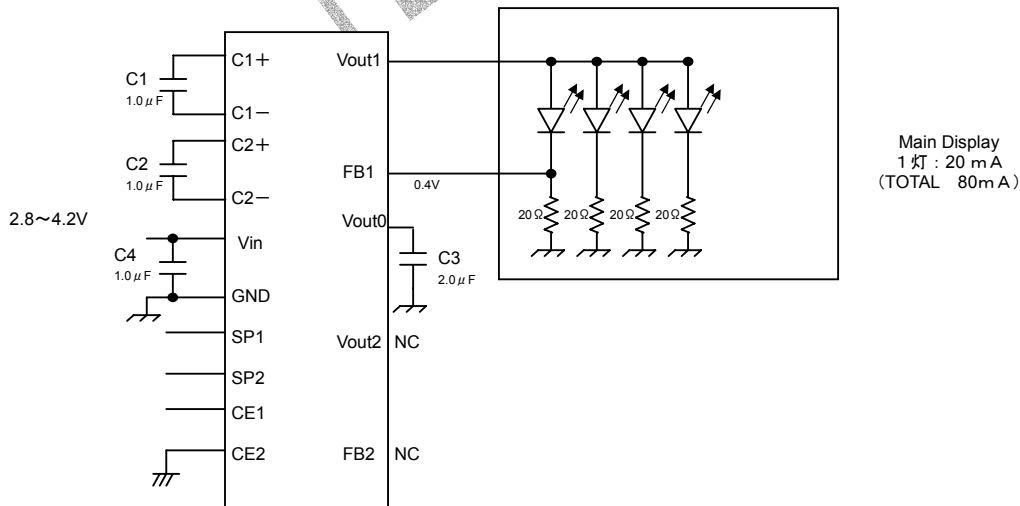 C1+
C1
1.0μF
C1-
C2+
C2
1.0μF
C2-
2.8～4.2V
Vin
C4
1.0μF
GND
SP1
SP2
CE1
CE2
Vout1
FB1
0.4V
Vout0
C3
2.0μF
Vout2 NC
FB2 NC
20Ω 20Ω 20Ω 20Ω
Main Display
1灯：20mA
(TOTAL 80mA)